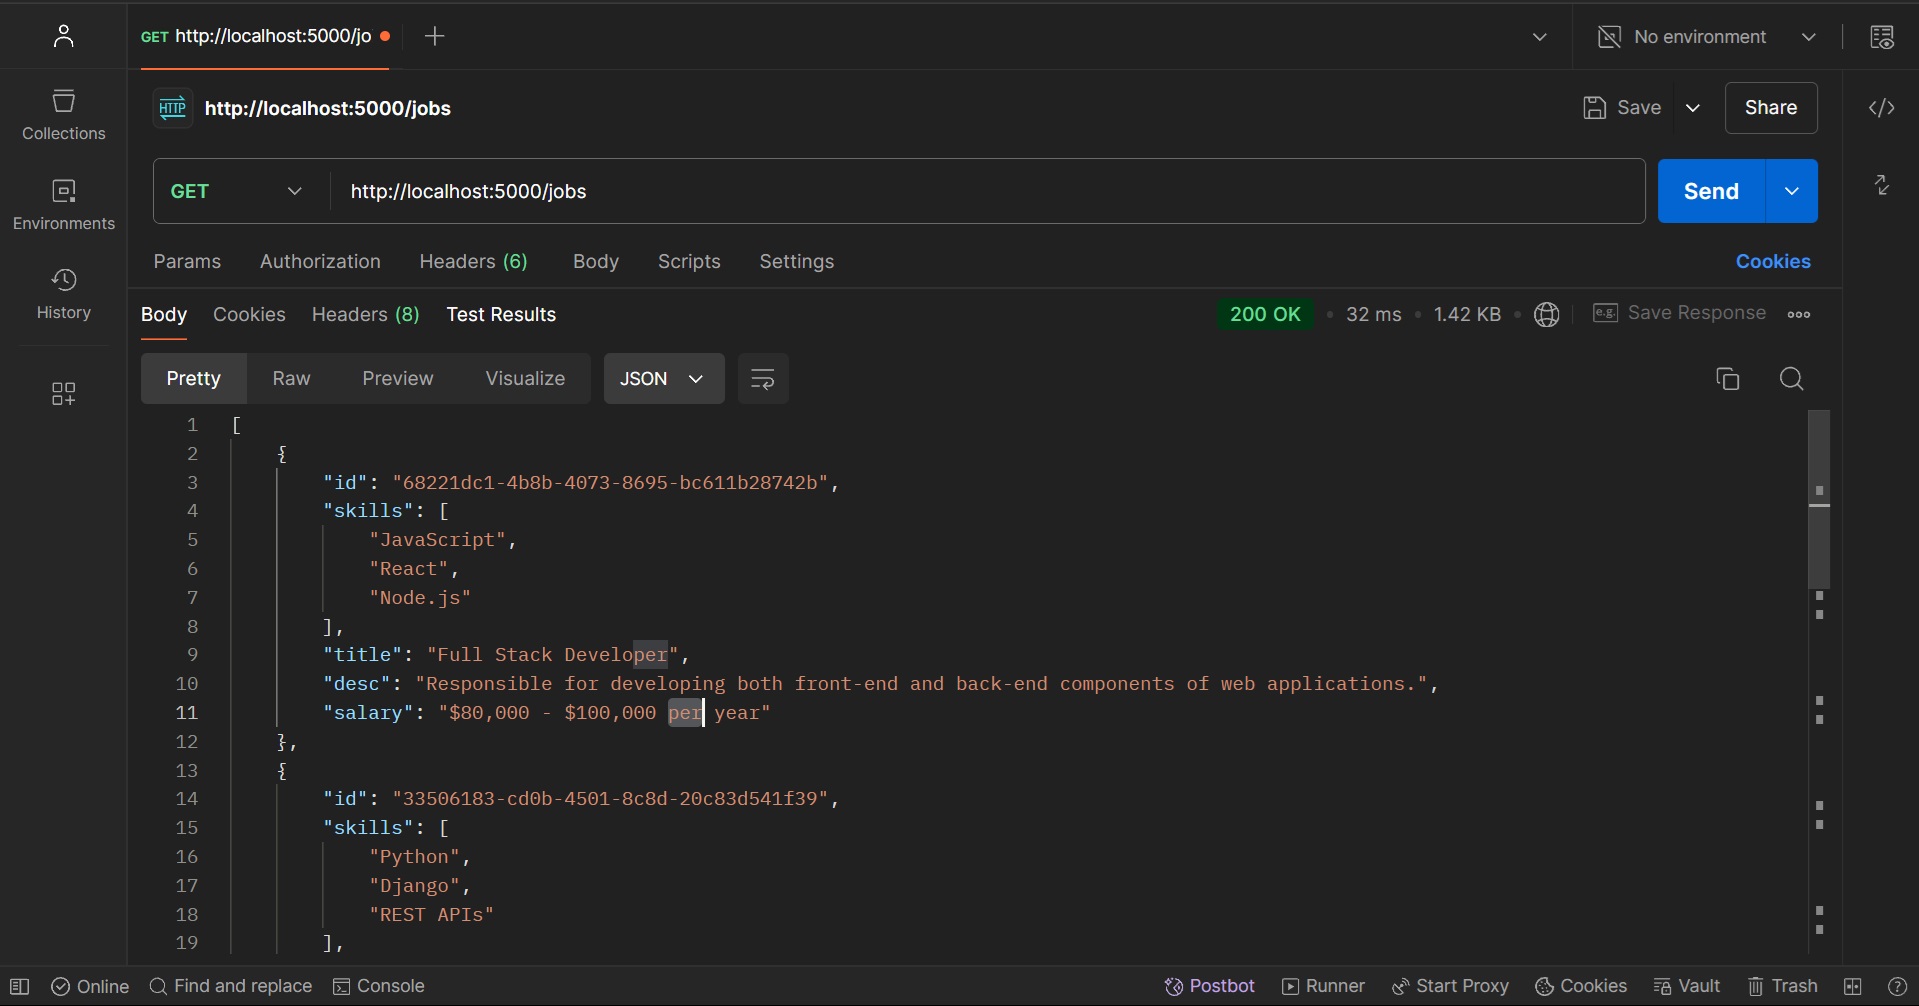 GET http://localhost:5000/jo
No environment
HTTP http://localhost:5000/jobs
Save
Share
Collections
GET http://localhost:5000/jobs
Send
Environments
Params Authorization Headers (6) Body Scripts Settings Cookies
History
Body Cookies Headers (8) Test Results 200 OK • 32 ms • 1.42 KB • e.g. Save Response
Pretty Raw Preview Visualize JSON
1 [
2 {
3 "id": "68221dc1-4b8b-4073-8695-bc611b28742b",
4 "skills": [
5 "JavaScript",
6 "React",
7 "Node.js"
8 ],
9 "title": "Full Stack Developer",
10 "desc": "Responsible for developing both front-end and back-end components of web applications.",
11 "salary": "$80,000 - $100,000 per year"
12 },
13 {
14 "id": "33506183-cd0b-4501-8c8d-20c83d541f39",
15 "skills": [
16 "Python",
17 "Django",
18 "REST APIs"
19 ],
Online Find and replace Console Postbot Runner Start Proxy Cookies Vault Trash